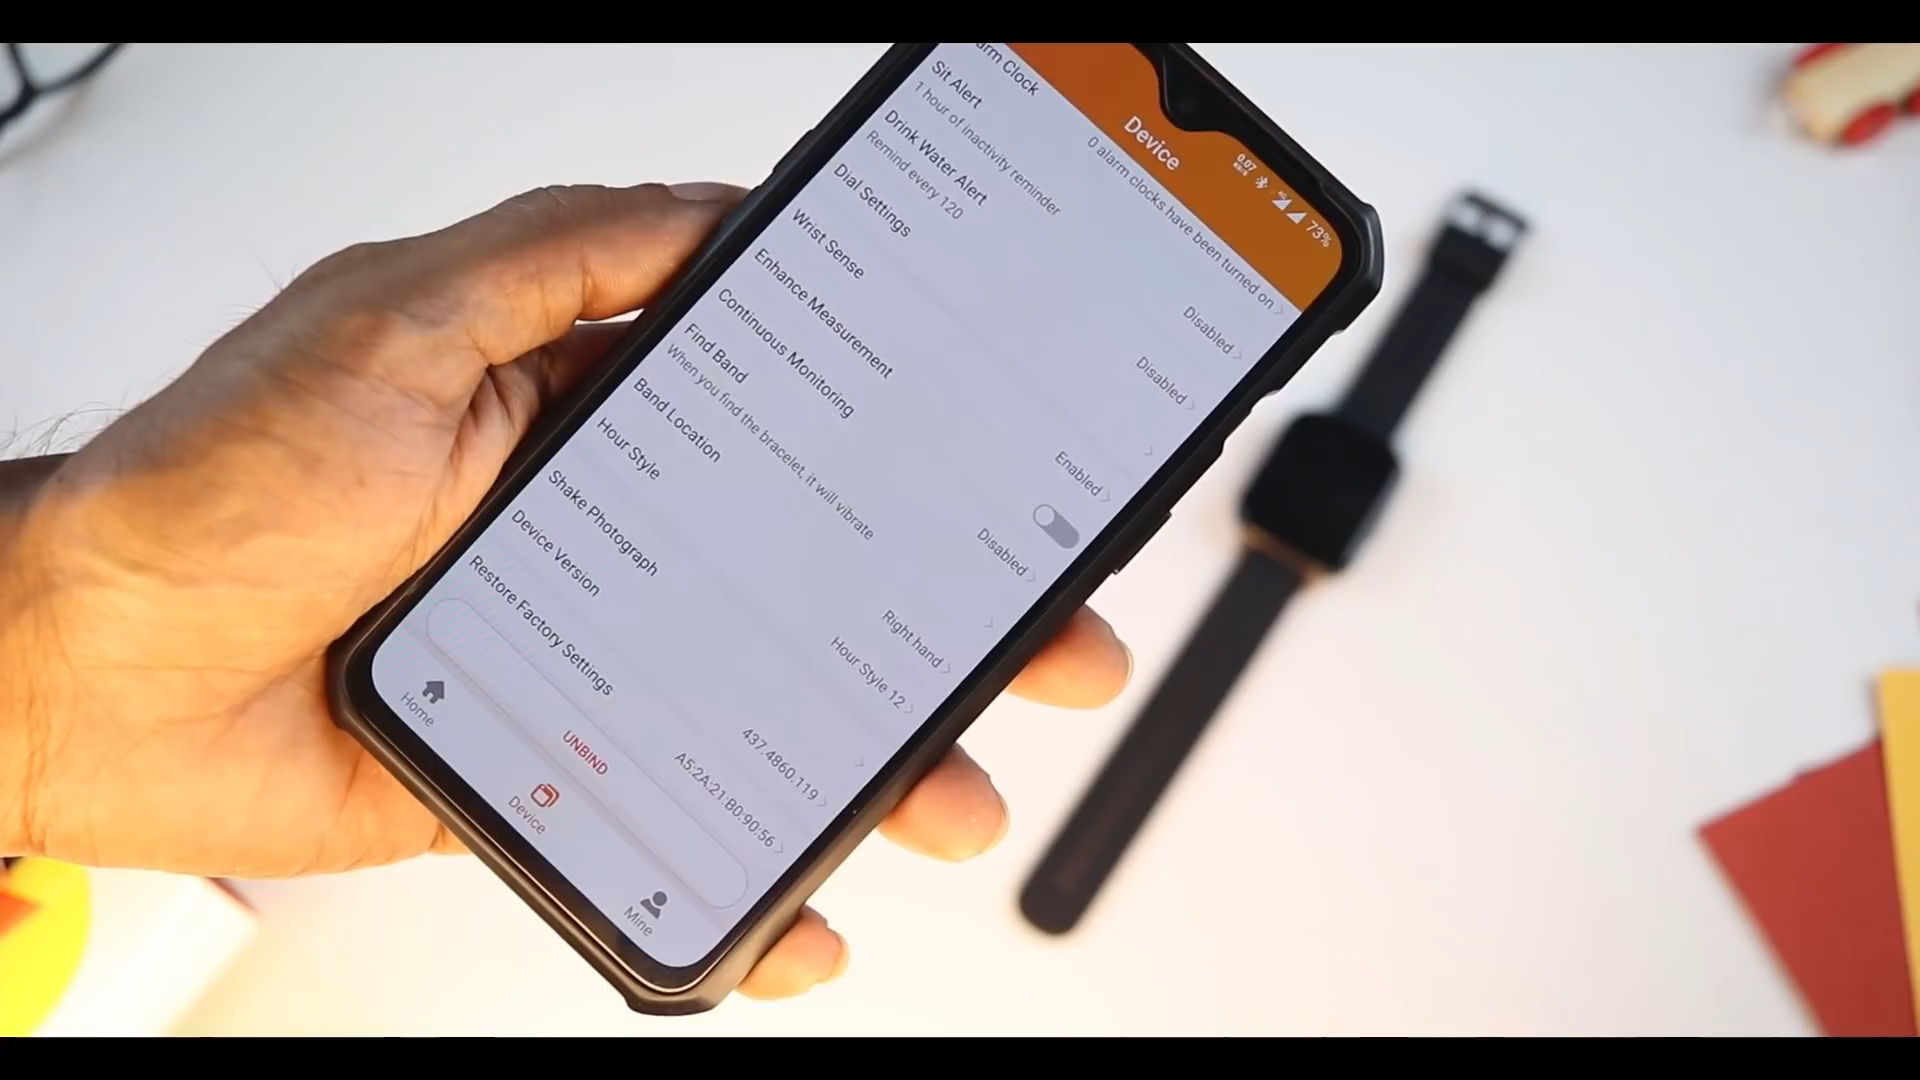 0.07
KB/S
4G
73%
Device
arm Clock
0 alarm clocks have been turned on
Sit Alert
1 hour of inactivity reminder
Disabled
Drink Water Alert
Remind every 120
Disabled
Dial Settings
Wrist Sense
Enabled
Enhance Measurement
Continuous Monitoring
Disabled
Find Band
When you find the bracelet, it will vibrate
Band Location
Right hand
Hour Style
Hour Style 12
Shake Photograph
Device Version
437.4860.119
Restore Factory Settings
A5:2A:21:B0:90:56
UNBIND
Home
Device
Mine